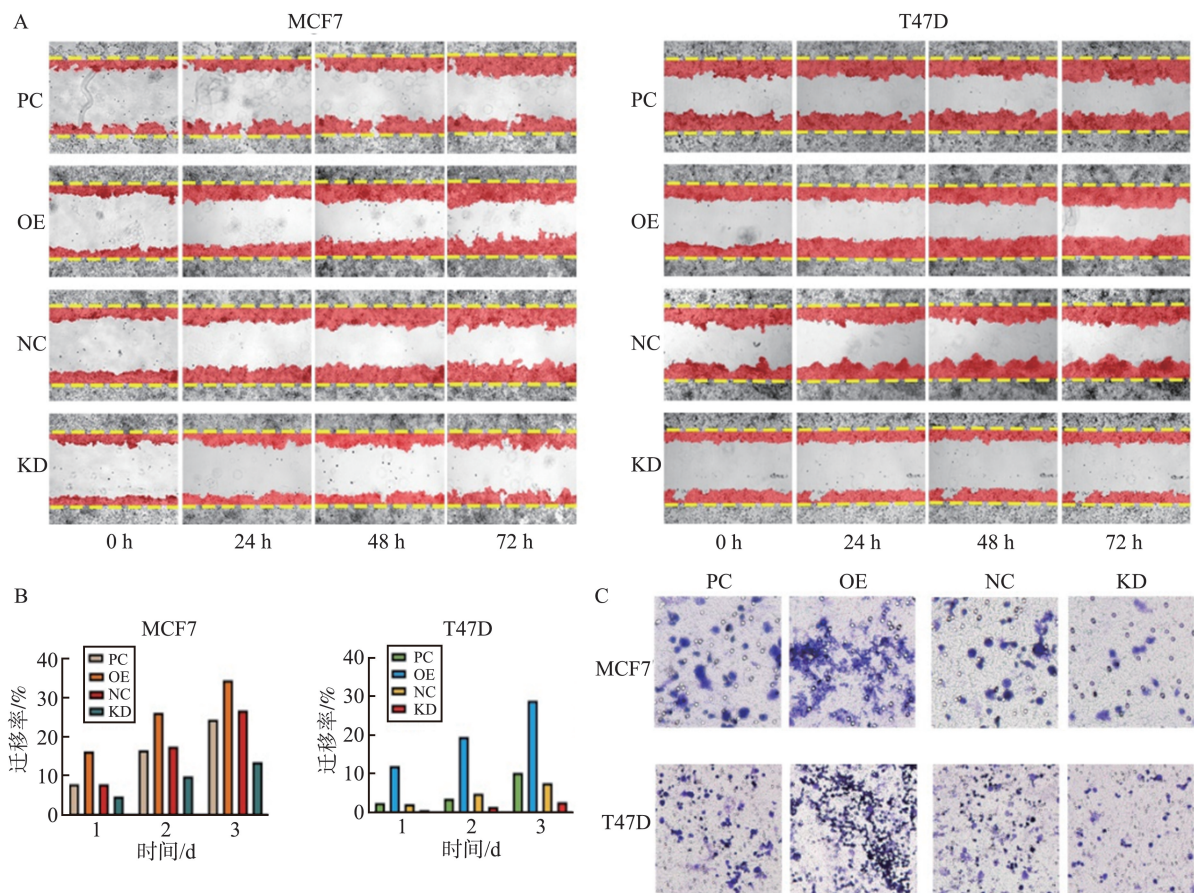 A
MCF7
T47D
PC
PC
OE
OE
NC
NC
KD
KD
0 h 24 h 48 h 72 h
0 h 24 h 48 h 72 h
B
MCF7
迁移率/%
40
30
20
10
0
PC
OE
NC
KD
1 2 3
时间/d
T47D
迁移率/%
40
30
20
10
0
PC
OE
NC
KD
1 2 3
时间/d
C
PC OE NC KD
MCF7
T47D